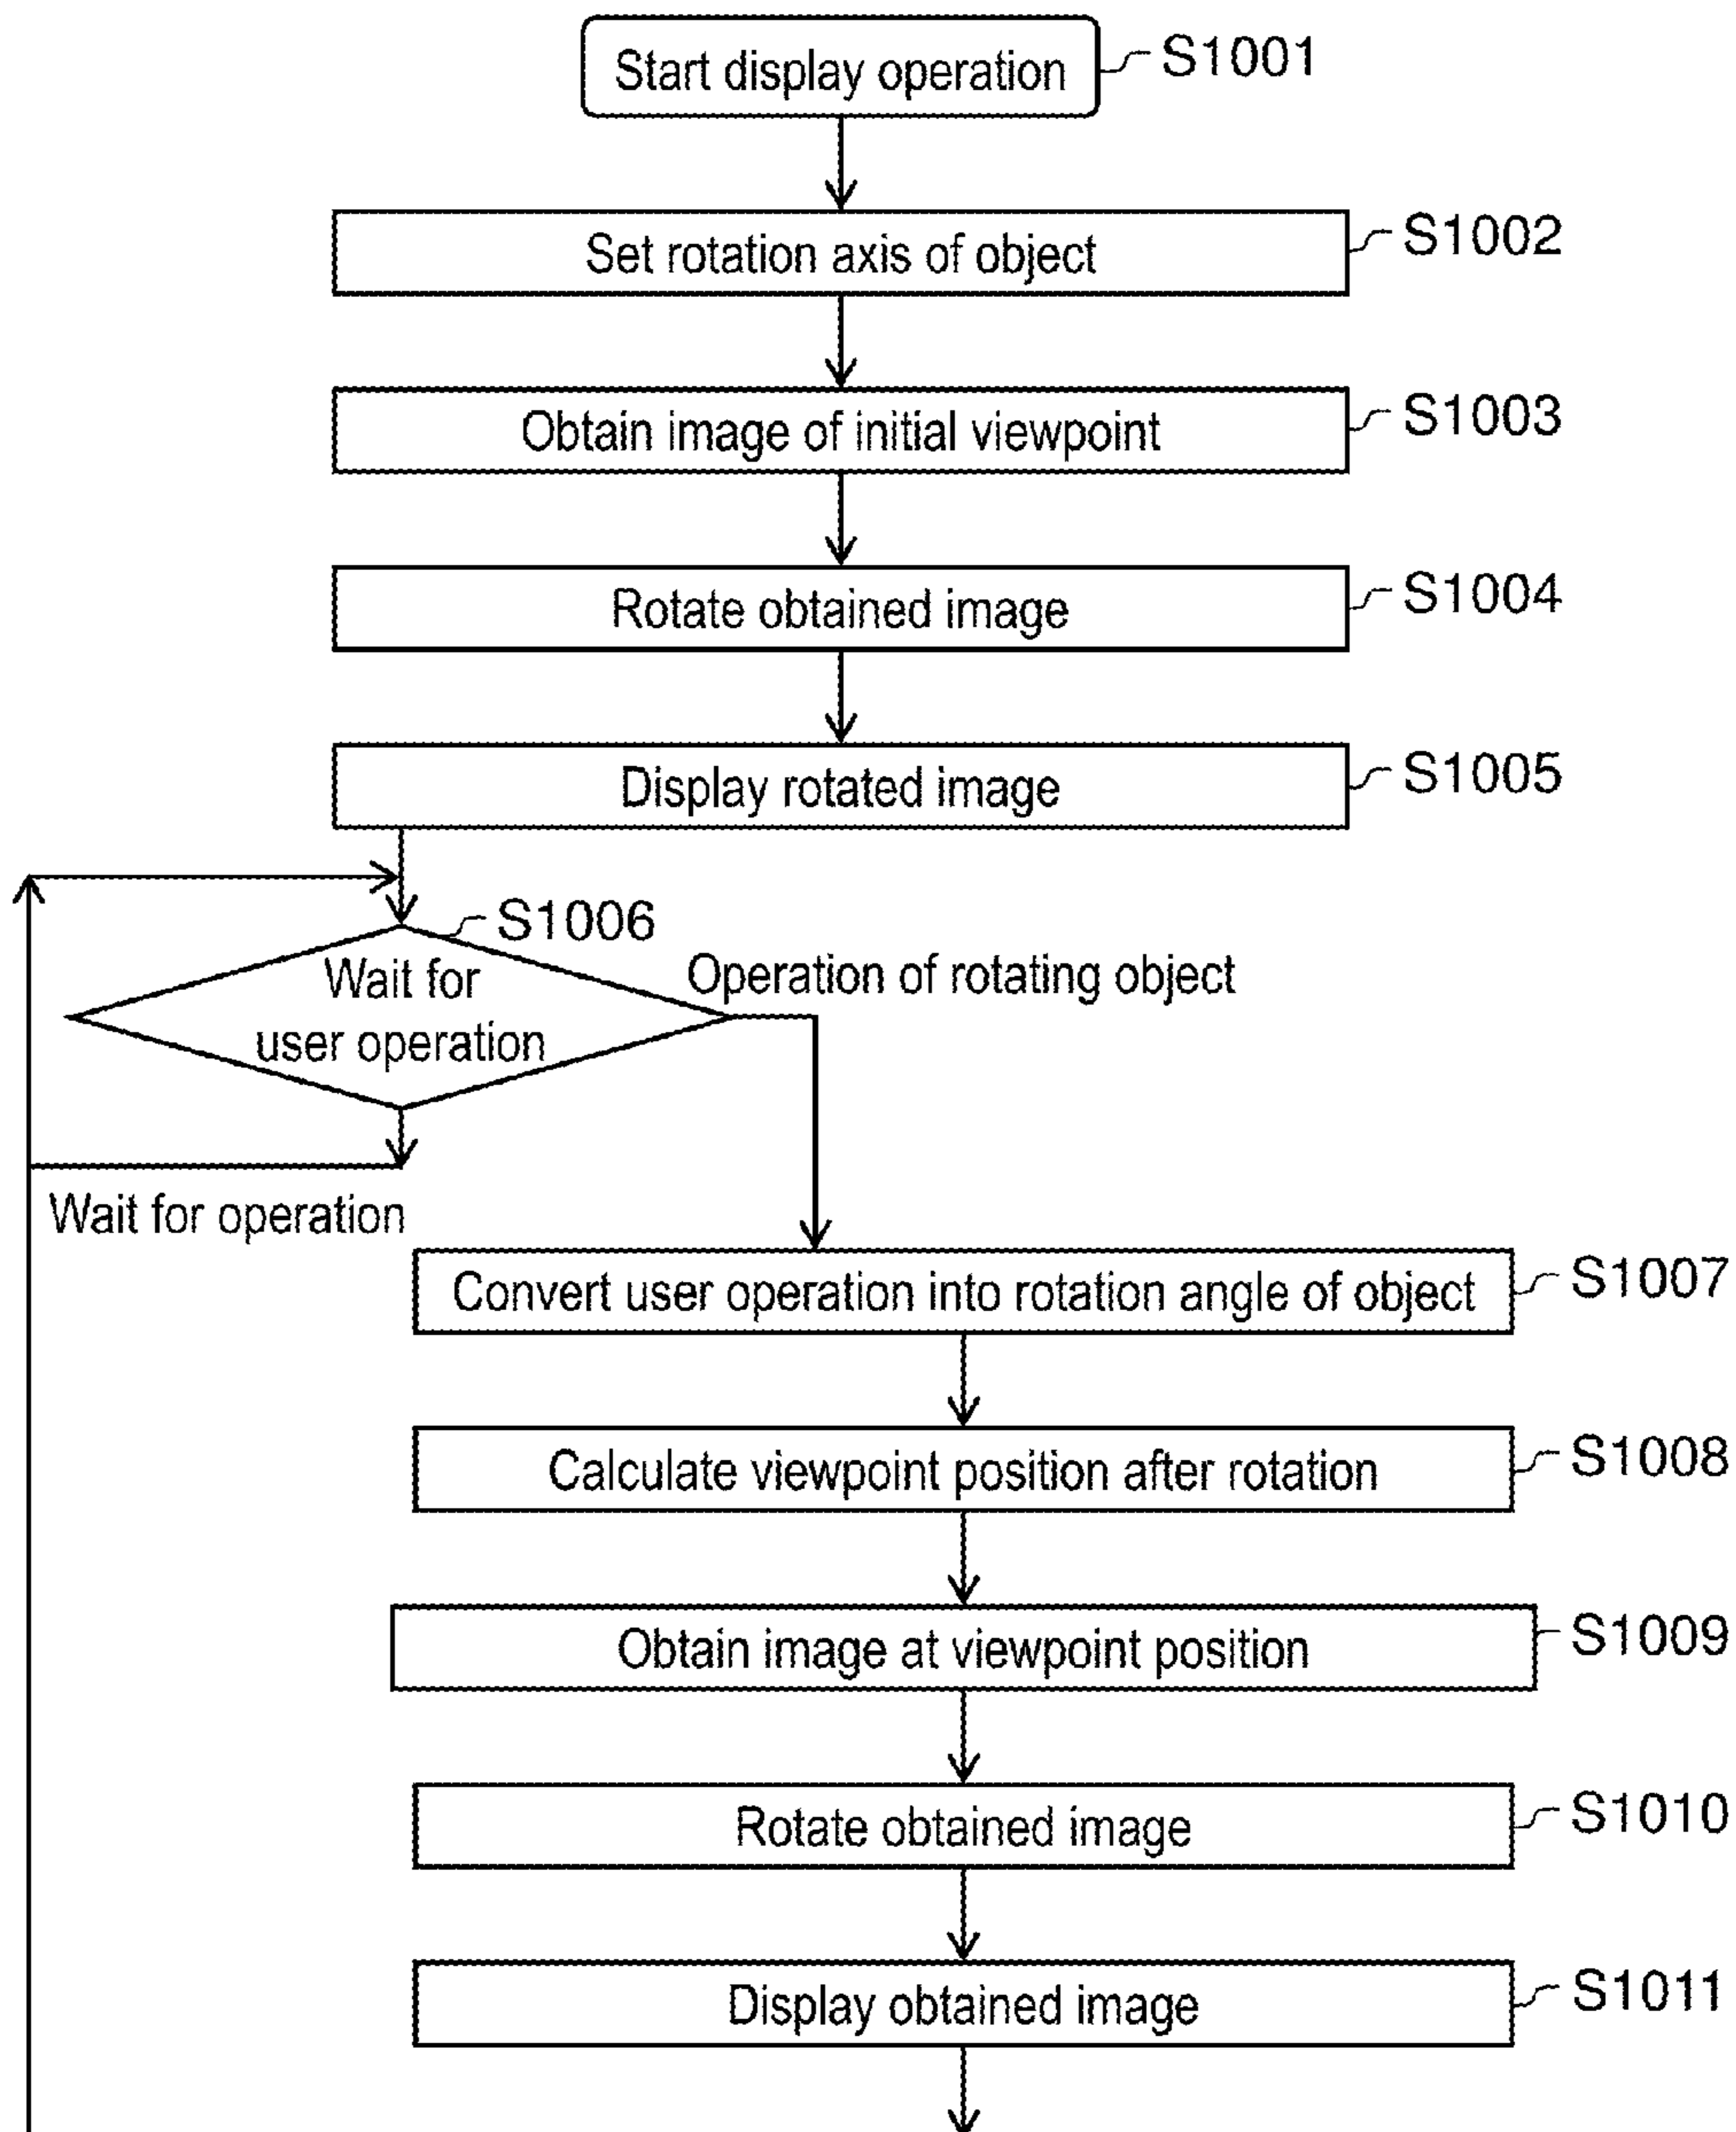 Start display operation
S1001
Set rotation axis of object
S1002
Obtain image of initial viewpoint
S1003
Rotate obtained image
S1004
Display rotated image
S1005
S1006
Wait for
user operation
Operation of rotating object
Wait for operation
Convert user operation into rotation angle of object
S1007
Calculate viewpoint position after rotation
S1008
Obtain image at viewpoint position
S1009
Rotate obtained image
S1010
Display obtained image
S1011